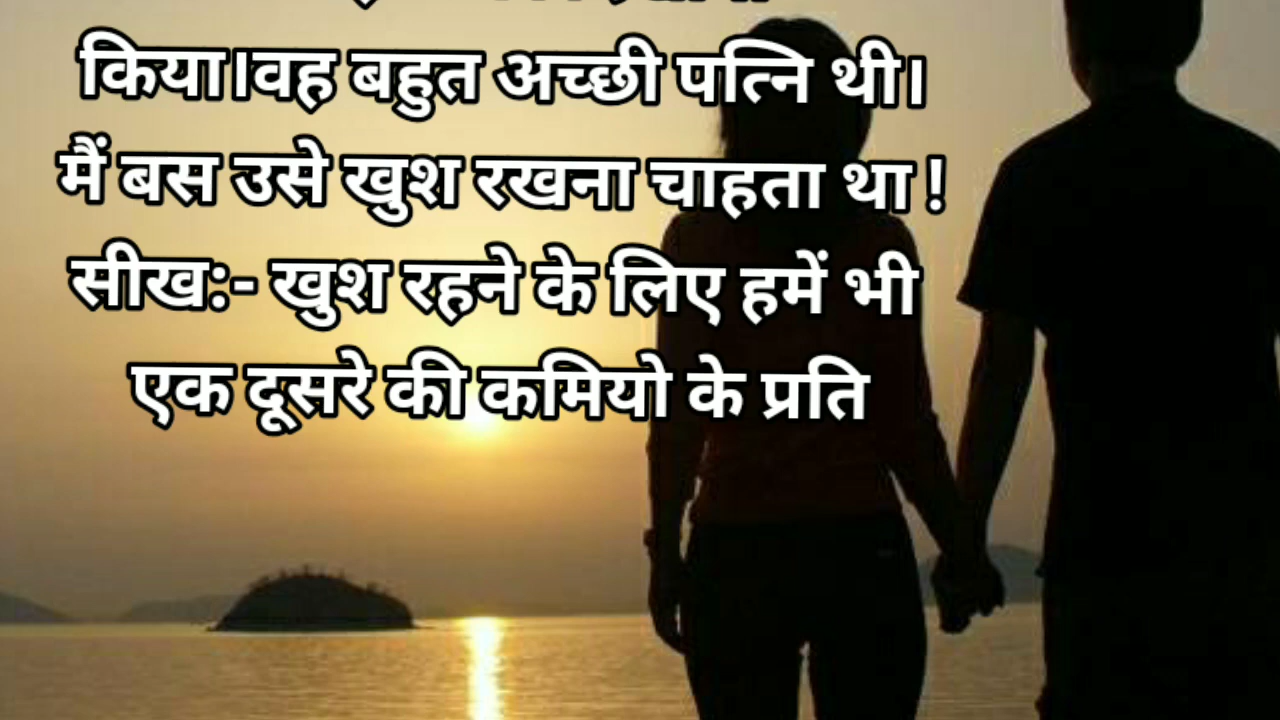 किया।वह बहुत अच्छी पत्नि थी।
मैं बस उसे खुश रखना चाहता था!
सीख:- खुश रहने के लिए हमें भी
एक दूसरे की कमियो के प्रति